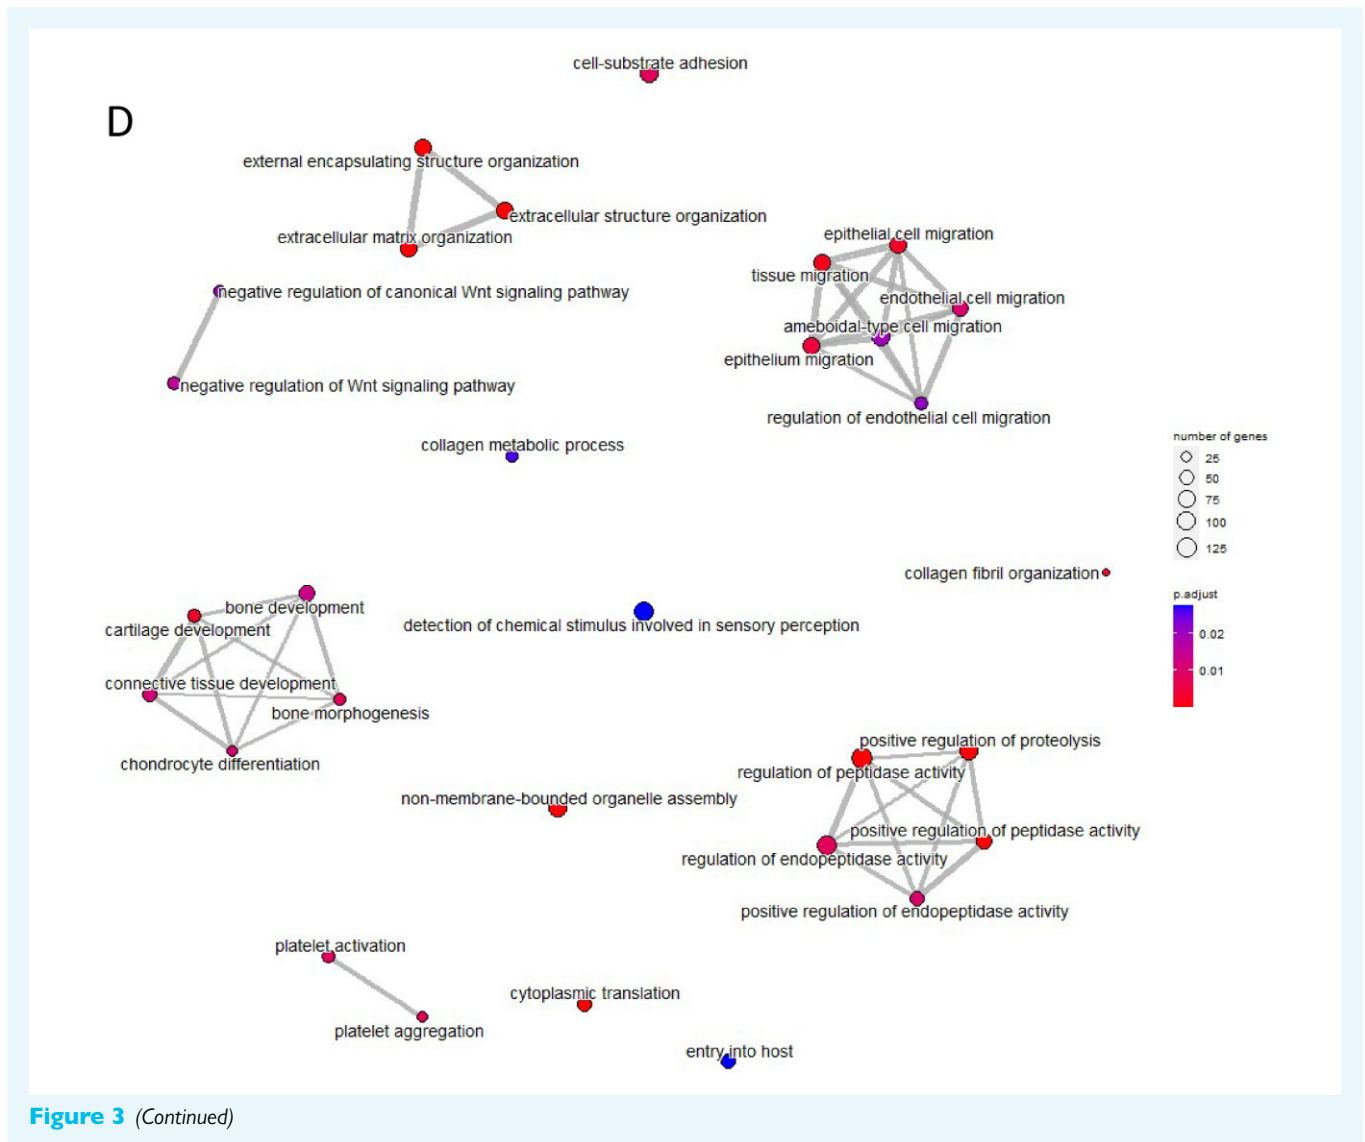 cell-substrate adhesion
D
external encapsulating structure organization
extracellular structure organization
extracellular matrix organization
epithelial cell migration
tissue migration
negative regulation of canonical Wnt signaling pathway
endothelial cell migration
ameboidal-type cell migration
epithelium migration
negative regulation of Wnt signaling pathway
regulation of endothelial cell migration
collagen metabolic process
number of genes
25
50
75
100
125
collagen fibril organization
p.adjust
0.02
0.01
bone development
cartilage development
detection of chemical stimulus involved in sensory perception
connective tissue development
bone morphogenesis
chondrocyte differentiation
positive regulation of proteolysis
regulation of peptidase activity
non-membrane-bounded organelle assembly
positive regulation of peptidase activity
regulation of endopeptidase activity
positive regulation of endopeptidase activity
platelet activation
cytoplasmic translation
platelet aggregation
entry into host
Figure 3 (Continued)